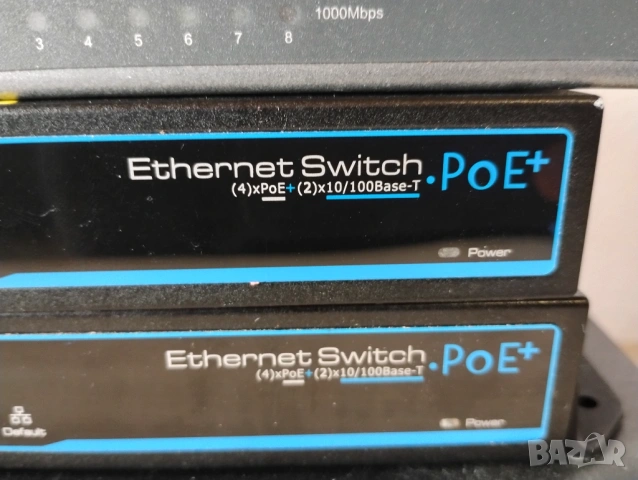 1000Mbps
3 4 5 6 7 8
Ethernet Switch .PoE+
(4)xPoE+(2)x10/100Base-T
Power
Ethernet Switch .PoE+
(4)xPoE+(2)x10/100Base-T
Default
Power
BAZAR